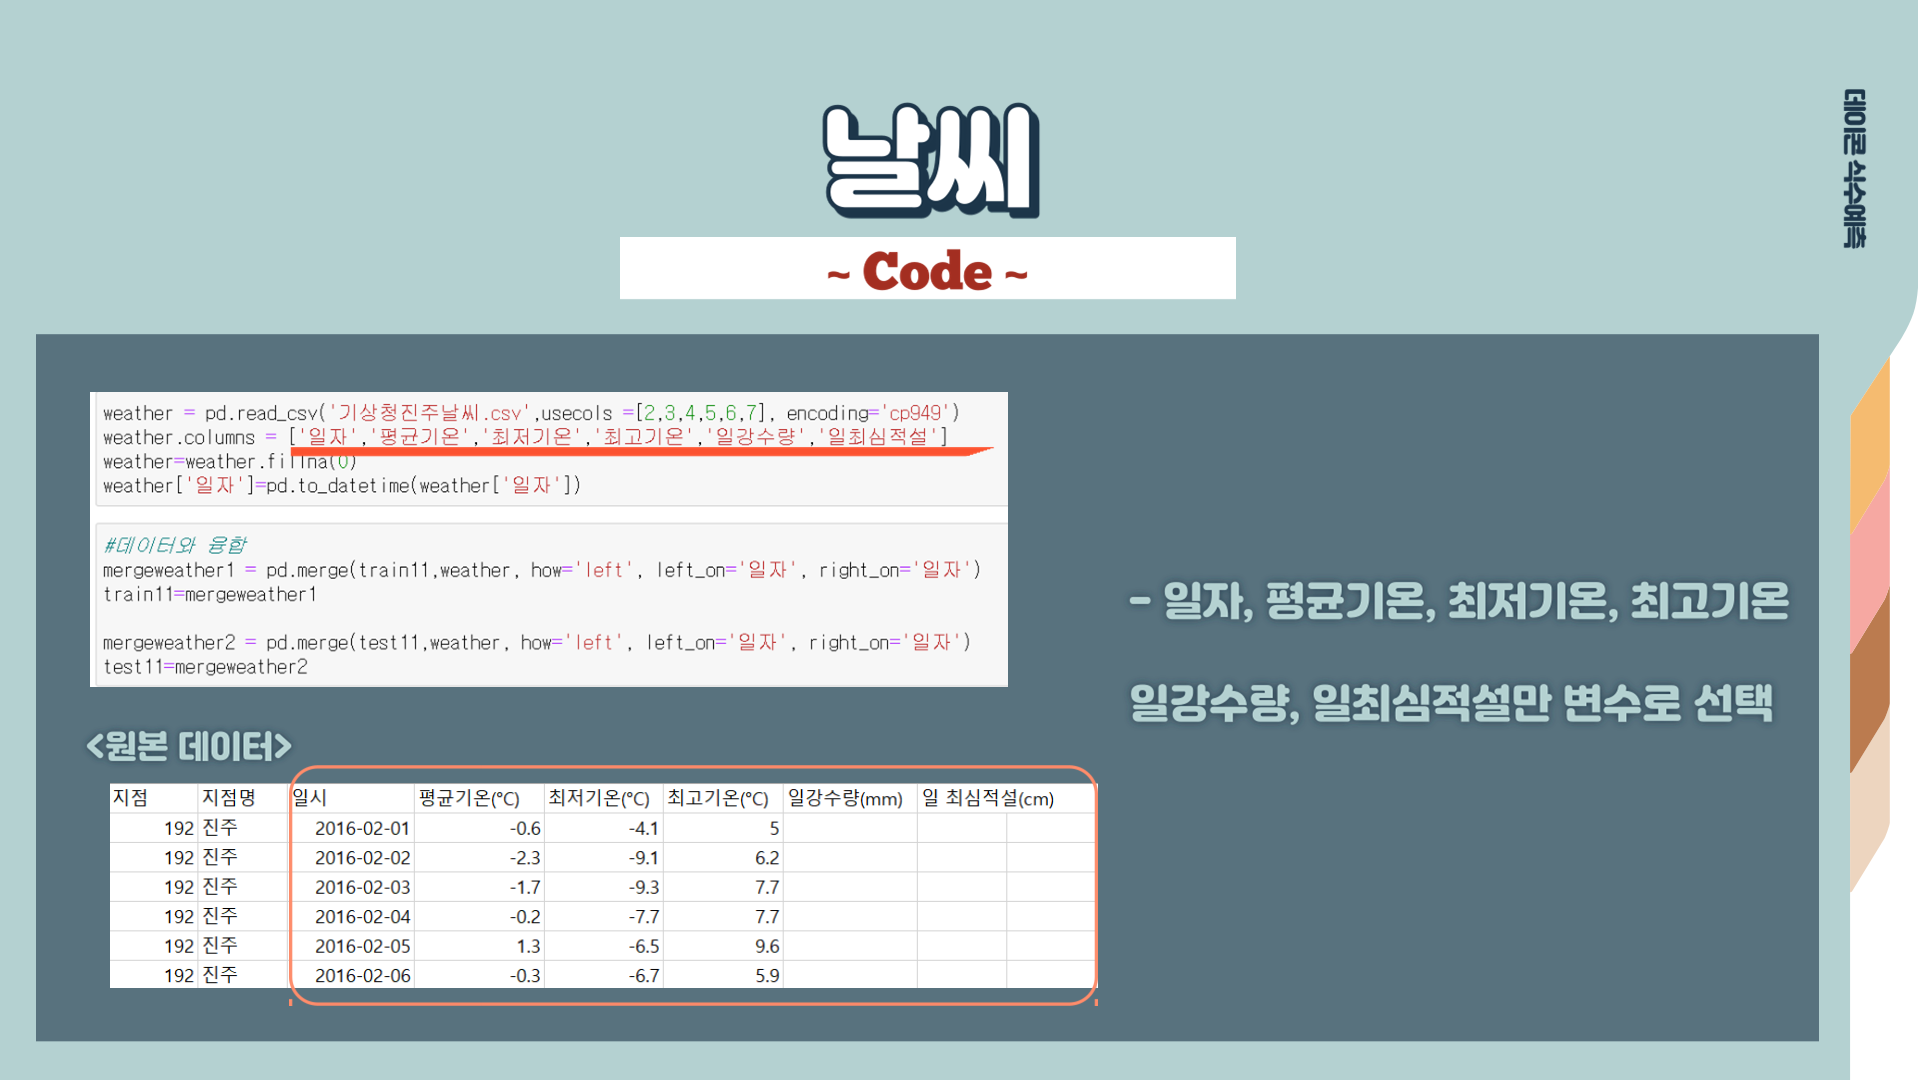 날씨
~ Code ~
데이콘 식수예측
weather = pd.read_csv('기상청진주날씨.csv',usecols =[2,3,4,5,6,7], encoding='cp949')
weather.columns = ['일자','평균기온','최저기온','최고기온','일강수량','일최심적설']
weather=weather.fillna(0)
weather['일자']=pd.to_datetime(weather['일자'])
#데이터와 융합
mergeweather1 = pd.merge(train11,weather, how='left', left_on='일자', right_on='일자')
train11=mergeweather1
mergeweather2 = pd.merge(test11,weather, how='left', left_on='일자', right_on='일자')
test11=mergeweather2
- 일자, 평균기온, 최저기온, 최고기온
일강수량, 일최심적설만 변수로 선택
<원본 데이터>
지점 지점명 일시 평균기온(°C) 최저기온(°C) 최고기온(°C) 일강수량(mm) 일 최심적설(cm)
192 진주 2016-02-01 -0.6 -4.1 5
192 진주 2016-02-02 -2.3 -9.1 6.2
192 진주 2016-02-03 -1.7 -9.3 7.7
192 진주 2016-02-04 -0.2 -7.7 7.7
192 진주 2016-02-05 1.3 -6.5 9.6
192 진주 2016-02-06 -0.3 -6.7 5.9